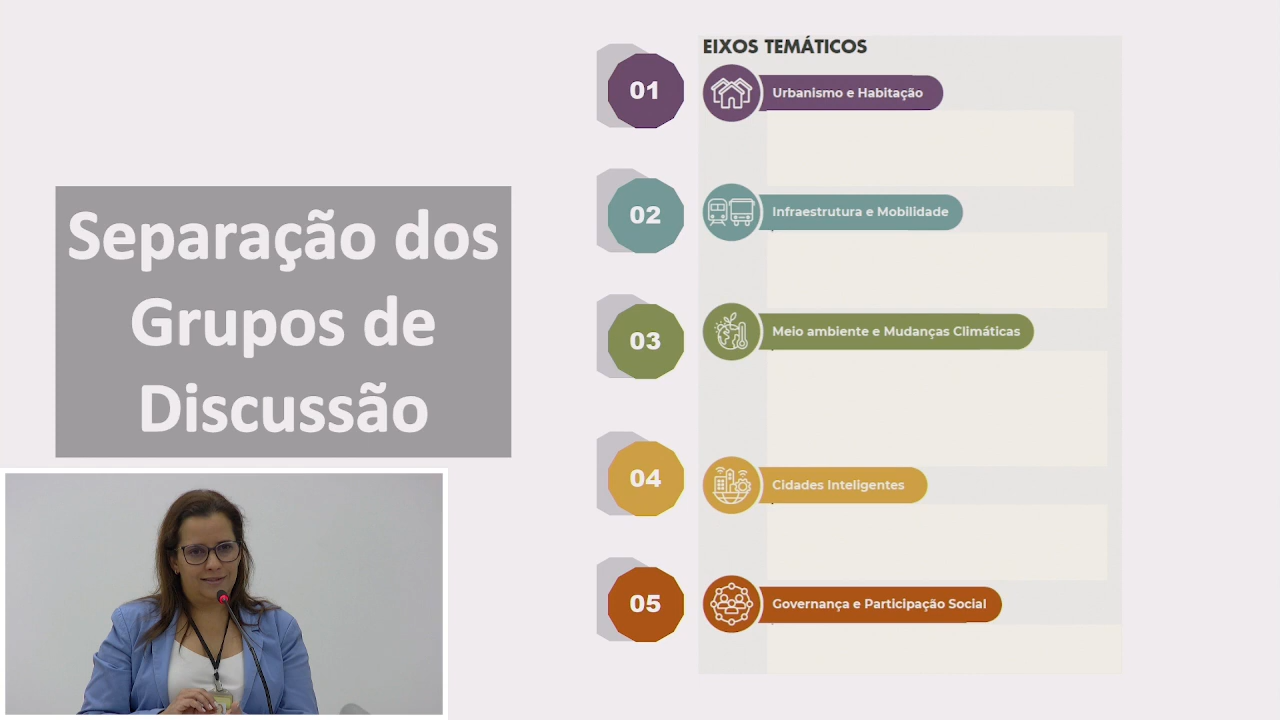 Separação dos
Grupos de
Discussão
EIXOS TEMÁTICOS
01
Urbanismo e Habitação
02
Infraestrutura e Mobilidade
03
Meio ambiente e Mudanças Climáticas
04
Cidades Inteligentes
05
Governança e Participação Social